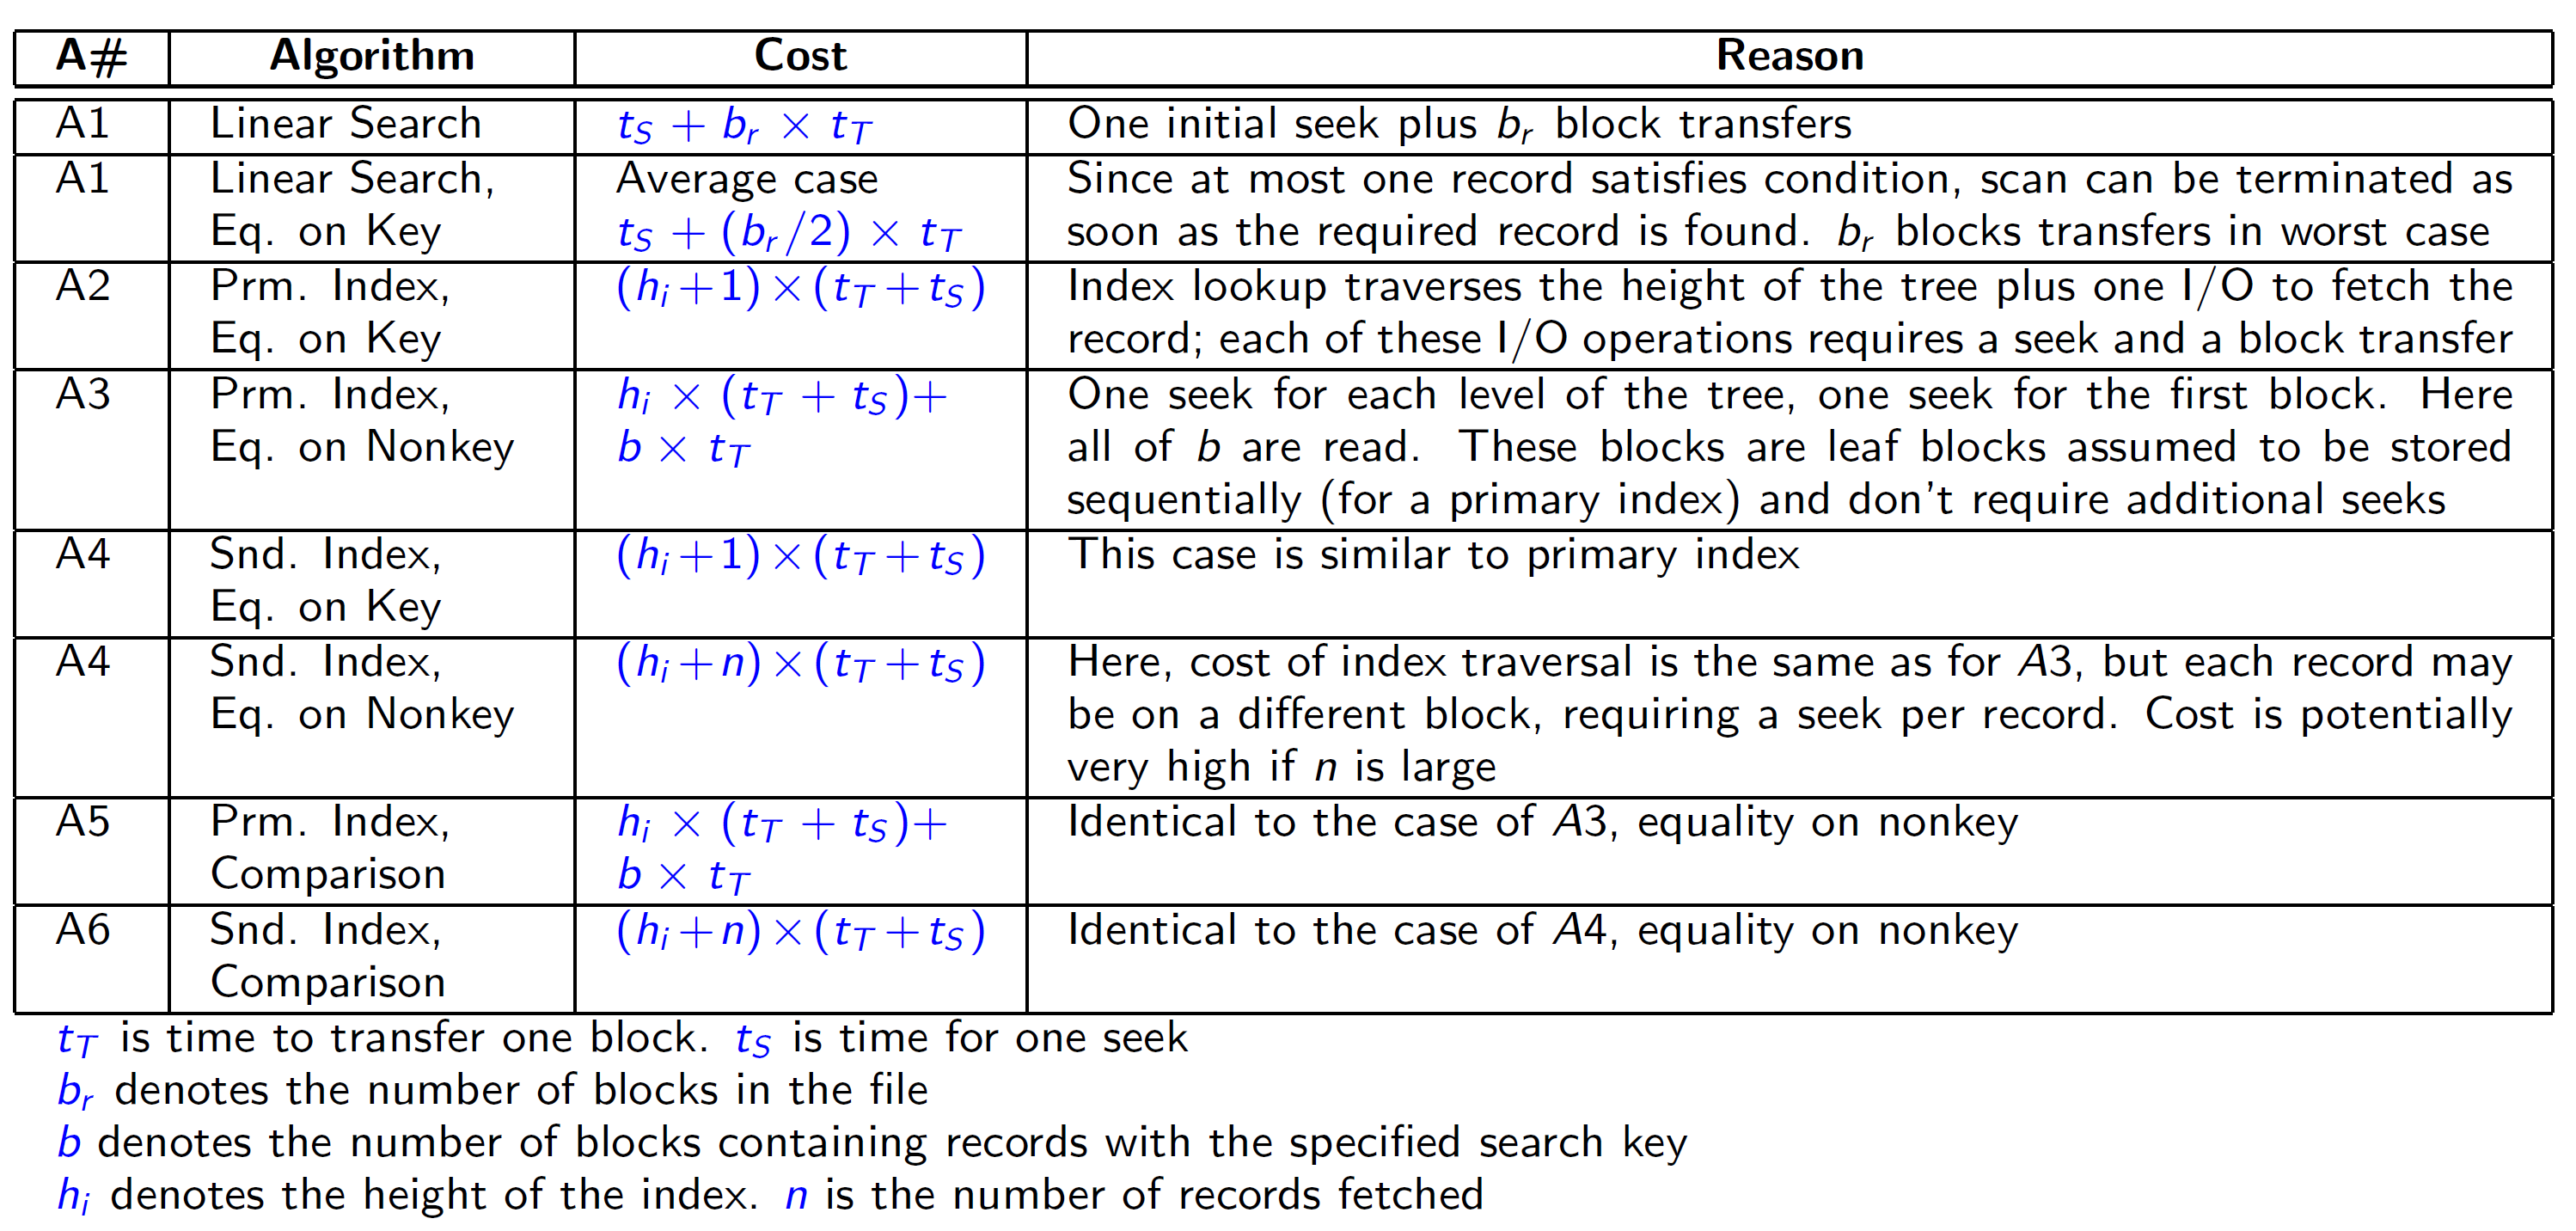 A# Algorithm Cost Reason
A1 Linear Search t_S + b_r × t_T One initial seek plus b_r block transfers
A1 Linear Search, Average case Since at most one record satisfies condition, scan can be terminated as
Eq. on Key t_S + (b_r/2) × t_T soon as the required record is found. b_r blocks transfers in worst case
A2 Prm. Index, (h_i+1)×(t_T+t_S) Index lookup traverses the height of the tree plus one I/O to fetch the
Eq. on Key record; each of these I/O operations requires a seek and a block transfer
A3 Prm. Index, h_i × (t_T + t_S)+ One seek for each level of the tree, one seek for the first block. Here
Eq. on Nonkey b × t_T all of b are read. These blocks are leaf blocks assumed to be stored
sequentially (for a primary index) and don't require additional seeks
A4 Snd. Index, (h_i+1)×(t_T+t_S) This case is similar to primary index
Eq. on Key
A4 Snd. Index, (h_i+n)×(t_T+t_S) Here, cost of index traversal is the same as for A3, but each record may
Eq. on Nonkey be on a different block, requiring a seek per record. Cost is potentially
very high if n is large
A5 Prm. Index, h_i × (t_T + t_S)+ Identical to the case of A3, equality on nonkey
Comparison b × t_T
A6 Snd. Index, (h_i+n)×(t_T+t_S) Identical to the case of A4, equality on nonkey
Comparison
t_T is time to transfer one block. t_S is time for one seek
b_r denotes the number of blocks in the file
b denotes the number of blocks containing records with the specified search key
h_i denotes the height of the index. n is the number of records fetched